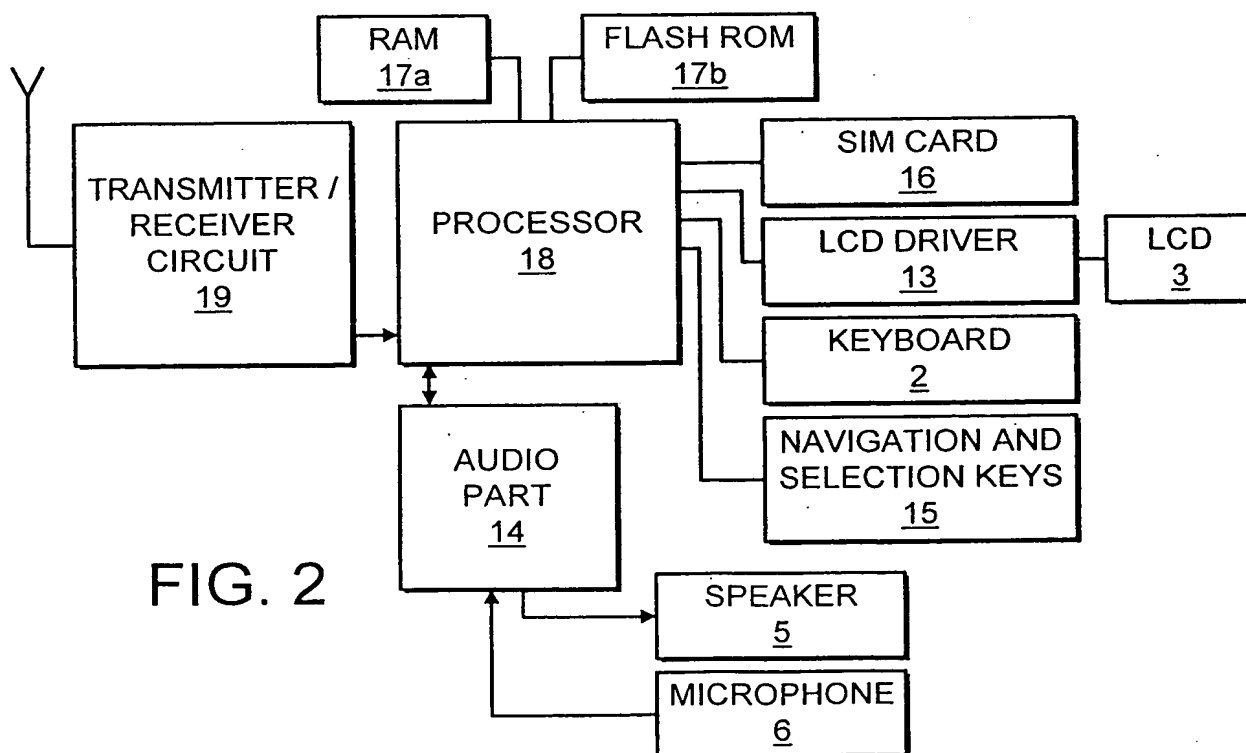 RAM
17a
FLASH ROM
17b
TRANSMITTER /
RECEIVER
CIRCUIT
19
PROCESSOR
18
SIM CARD
16
LCD DRIVER
13
LCD
3
KEYBOARD
2
NAVIGATION AND
SELECTION KEYS
15
AUDIO
PART
14
FIG. 2
SPEAKER
5
MICROPHONE
6